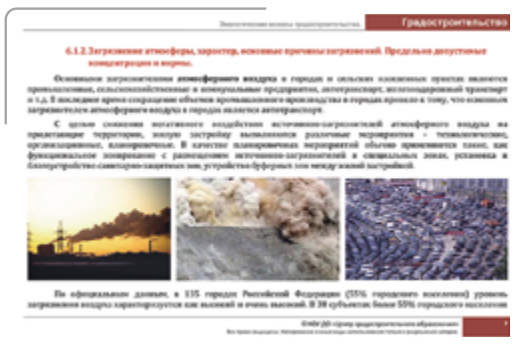 Экологические основы градостроительства. Градостроительство
6.1.2. Загрязнение атмосферы, характер, основные причины загрязнений. Предельно допустимые
концентрации и нормы.
Основными загрязнителями атмосферного воздуха в городах и сельских населенных пунктах являются
промышленные, сельскохозяйственные и коммунальные предприятия, автотранспорт, железнодорожный транспорт
и т.д. В последнее время сокращение объемов промышленного производства в городах привело к тому, что основным
загрязнителем атмосферного воздуха в городах является автотранспорт.
С целью снижения негативного воздействия источников-загрязнителей атмосферного воздуха на
прилегающие территории, жилую застройку выполняются различные мероприятия – технологические,
организационные, планировочные. В качестве планировочных мероприятий обычно применяются такие, как
функциональное зонирование с размещением источников-загрязнителей в специальных зонах, установка и
благоустройство санитарно-защитных зон, устройство буферных зон между жилой застройкой.
По официальным данным, в 135 городах Российской Федерации (55% городского населения) уровень
загрязнения воздуха характеризуется как высокий и очень высокий. В 38 субъектах более 55% городского населения
градостроительного образования»